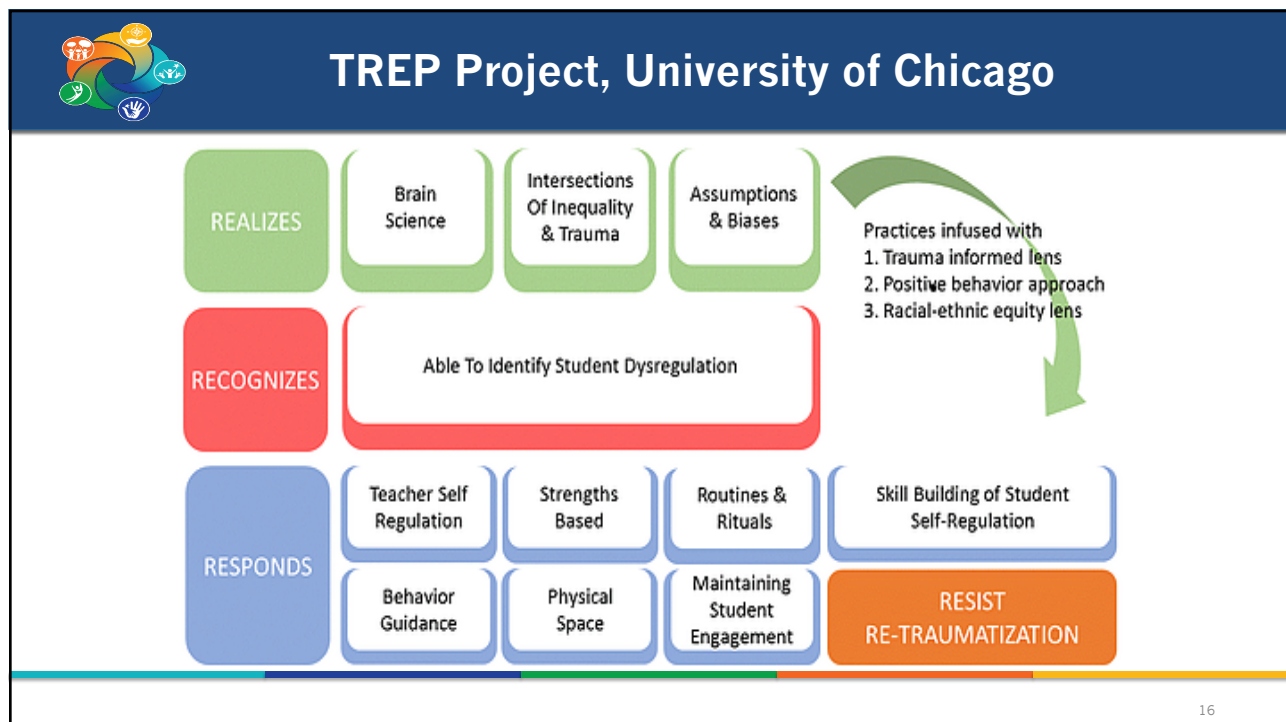 TREP Project, University of Chicago
REALIZES
Brain
Science
Intersections
Of Inequality
& Trauma
Assumptions
& Biases
Practices infused with
1. Trauma informed lens
2. Positive behavior approach
3. Racial-ethnic equity lens
RECOGNIZES
Able To Identify Student Dysregulation
RESPONDS
Teacher Self
Regulation
Strengths
Based
Routines &
Rituals
Skill Building of Student
Self-Regulation
Behavior
Guidance
Physical
Space
Maintaining
Student
Engagement
RESIST
RE-TRAUMATIZATION
16